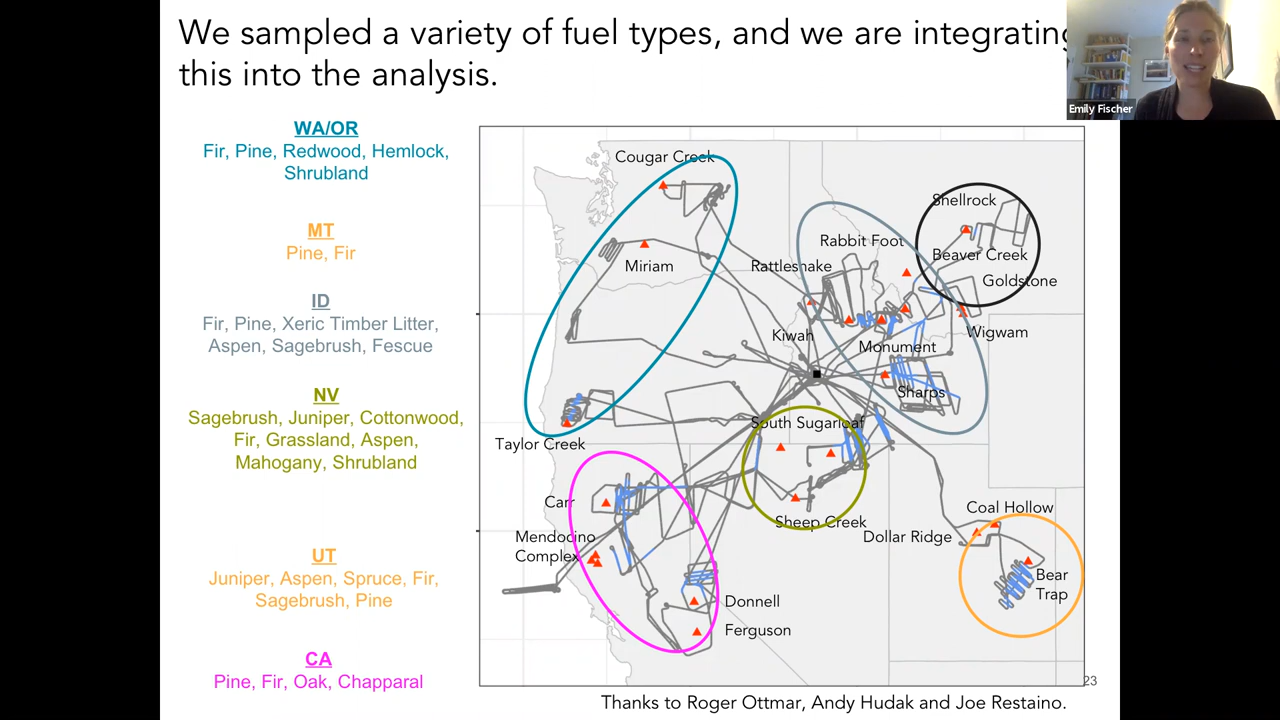 We sampled a variety of fuel types, and we are integrating
this into the analysis.
Emily Fischer
WA/OR
Fir, Pine, Redwood, Hemlock,
Shrubland
MT
Pine, Fir
ID
Fir, Pine, Xeric Timber Litter,
Aspen, Sagebrush, Fescue
NV
Sagebrush, Juniper, Cottonwood,
Fir, Grassland, Aspen,
Mahogany, Shrubland
UT
Juniper, Aspen, Spruce, Fir,
Sagebrush, Pine
CA
Pine, Fir, Oak, Chapparal
Cougar Creek
Miriam
Rattlesnake
Rabbit Foot
Shellrock
Beaver Creek
Goldstone
Wigwam
Kiwah
Monument
Sharps
Taylor Creek
South Sugarloaf
Sheep Creek
Carr
Mendocino
Complex
Donnell
Ferguson
Coal Hollow
Dollar Ridge
Bear
Trap
23
Thanks to Roger Ottmar, Andy Hudak and Joe Restaino.